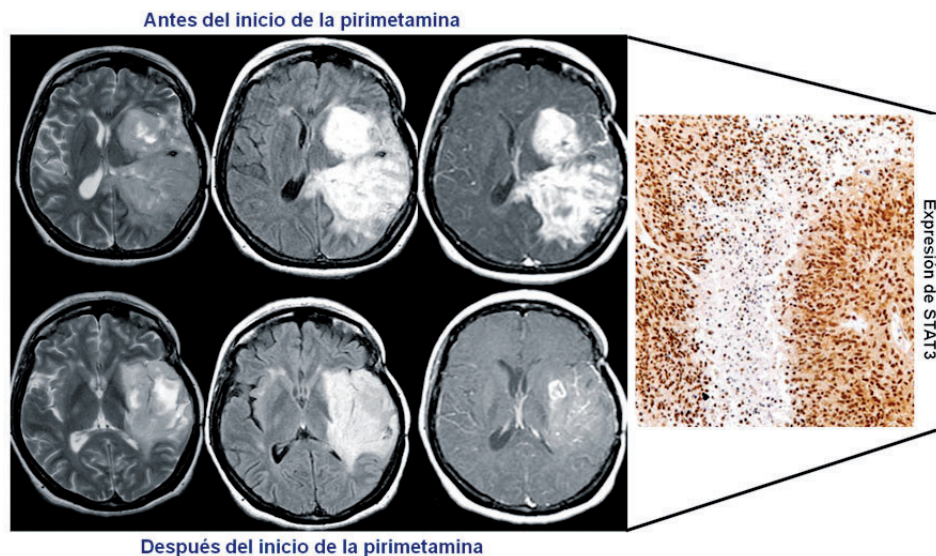 Antes del inicio de la pirimetamina
Expresión de STAT3
Después del inicio de la pirimetamina